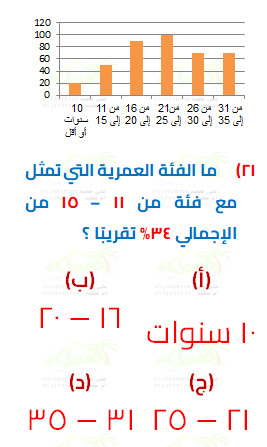 120
100
80
60
40
20
0
10 سنوات أو أقل
من 11 إلى 15
من 16 إلى 20
من 21 إلى 25
من 26 إلى 30
من 31 إلى 35
٢١) ما الفئة العمرية التي تمثل
مع فئة من ١١ – ١٥ من
الإجمالي ٣٤% تقريبًا ؟
(أ) (ب)
١٠ سنوات ١٦ – ٢٠
(ج) (د)
٢١ – ٢٥ ٣١ – ٣٥